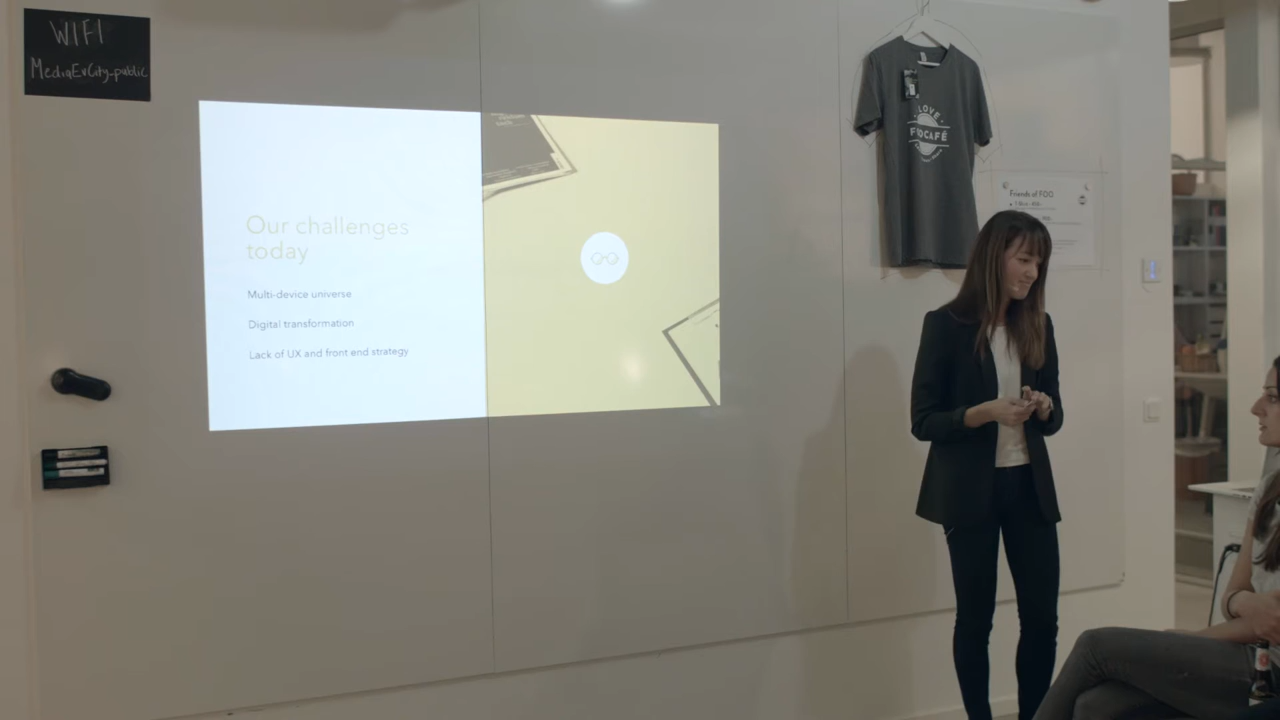 WIFI
MediaEvCity_public
Our challenges
today
Multi-device universe
Digital transformation
Lack of UX and front end strategy
LOVE
FOOCAFÉ
Friends of FOO